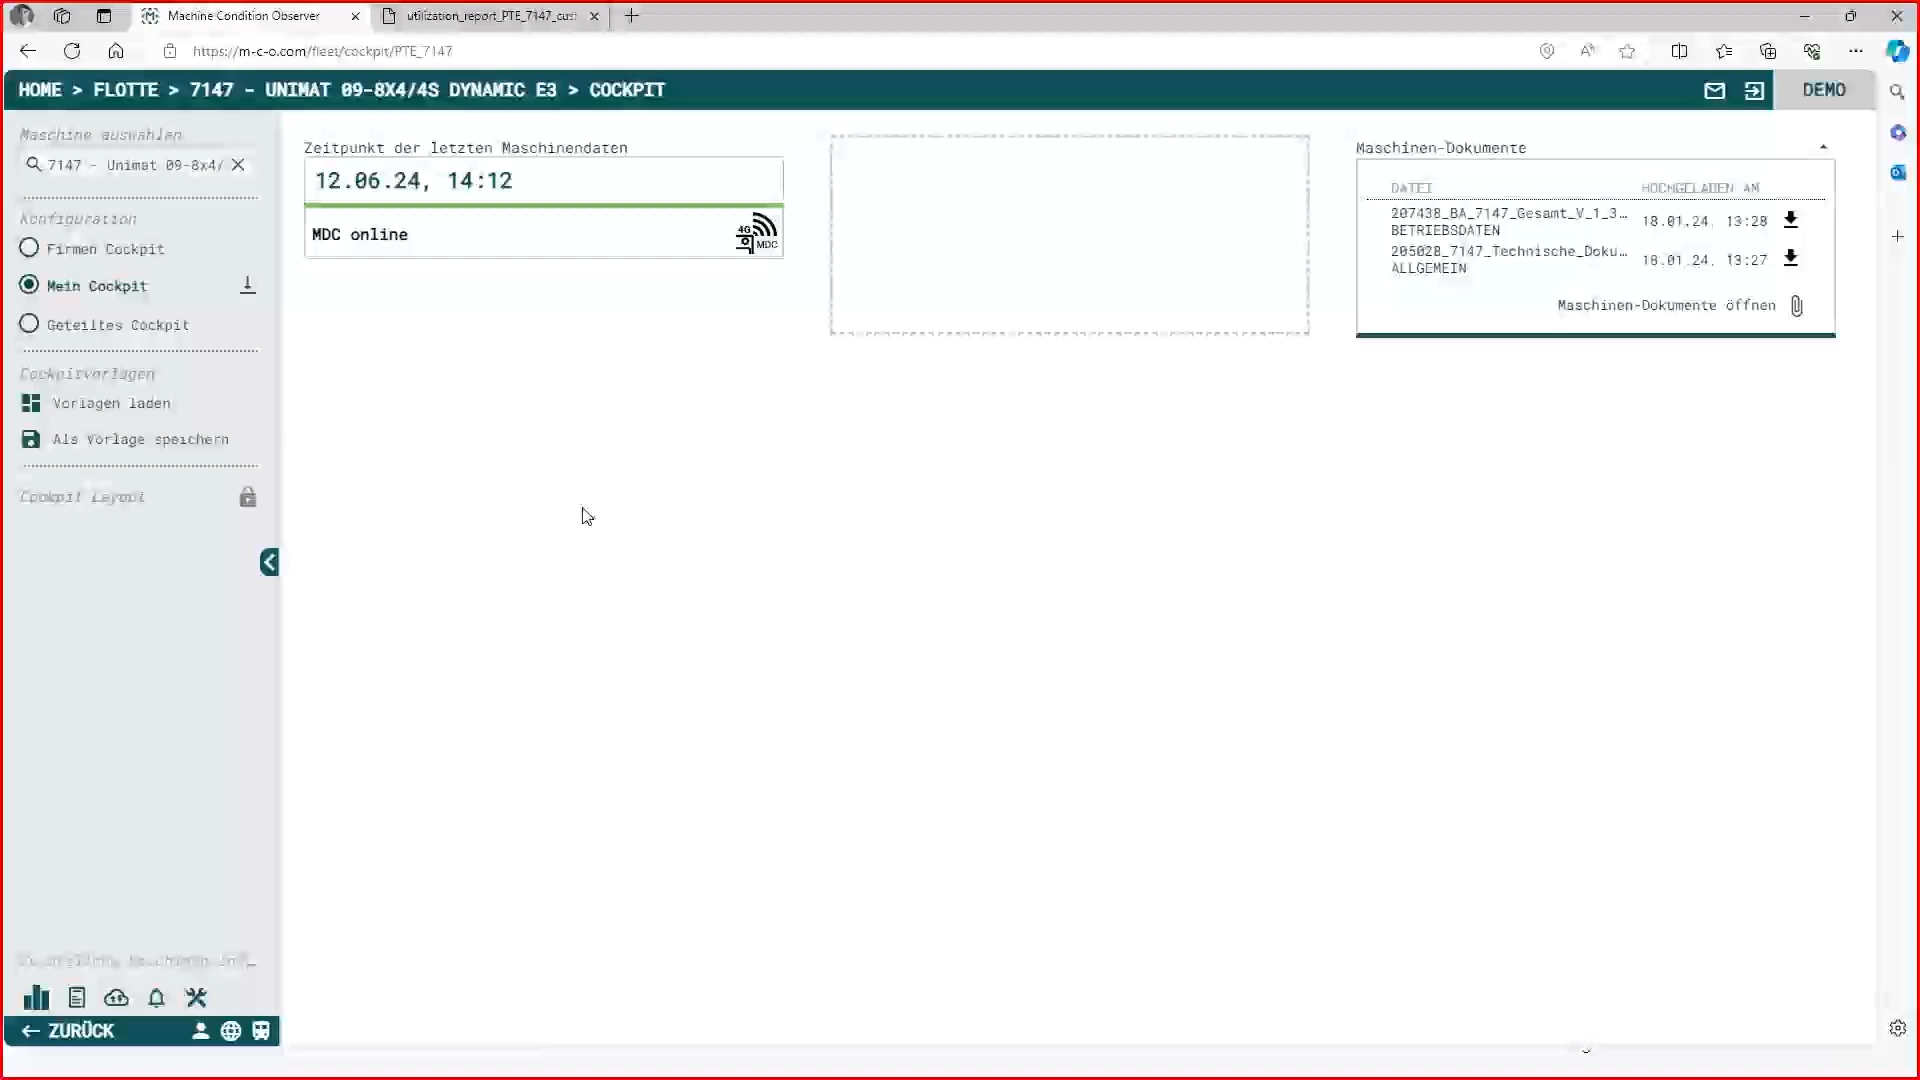 Machine Condition Observer
utilization_report_PTE_7147_cus
https://m-c-o.com/fleet/cockpit/PTE_7147
HOME > FLOTTE > 7147 - UNIMAT 09-8X4/4S DYNAMIC E3 > COCKPIT
DEMO
Maschine auswählen
7147 - Unimat 09-8x4/
Konfiguration
Firmen Cockpit
Mein Cockpit
Geteiltes Cockpit
Cockpitvorlagen
Vorlagen laden
Als Vorlage speichern
Cockpit Layout
ZURÜCK
Zeitpunkt der letzten Maschinendaten
12.06.24, 14:12
MDC online
4G
MDC
Maschinen-Dokumente
DATEI HOCHGELADEN AM
207438_BA_7147_Gesamt_V_1_3…
BETRIEBSDATEN
18.01.24, 13:28
205028_7147_Technische_Doku…
ALLGEMEIN
18.01.24, 13:27
Maschinen-Dokumente öffnen